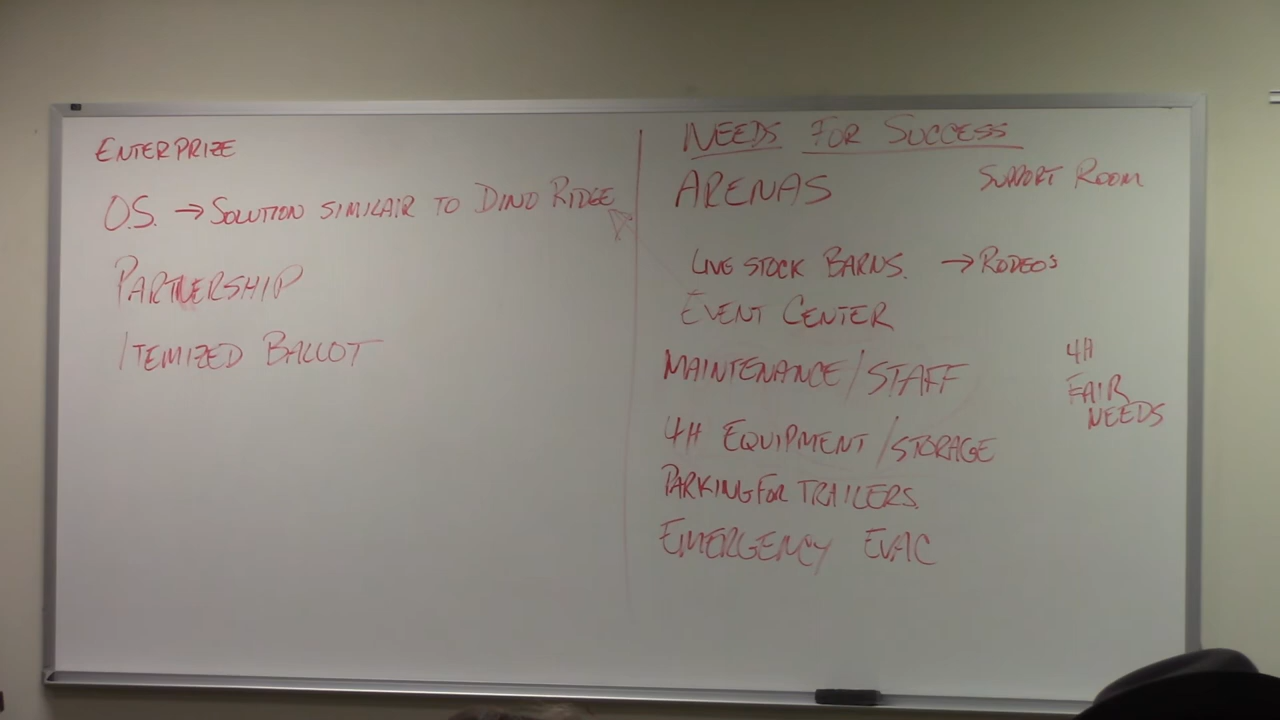 ENTERPRIZE
O.S. → SOLUTION SIMILAIR TO DINO RIDGE
PARTNERSHIP
ITEMIZED BALLOT
NEEDS FOR SUCCESS
ARENAS
SUPPORT ROOM
LIVE STOCK BARNS. → RODEO'S
EVENT CENTER
MAINTENANCE/STAFF
4H EQUIPMENT/STORAGE
PARKING FOR TRAILERS.
EMERGENCY EVAC
4H
FAIR
NEEDS